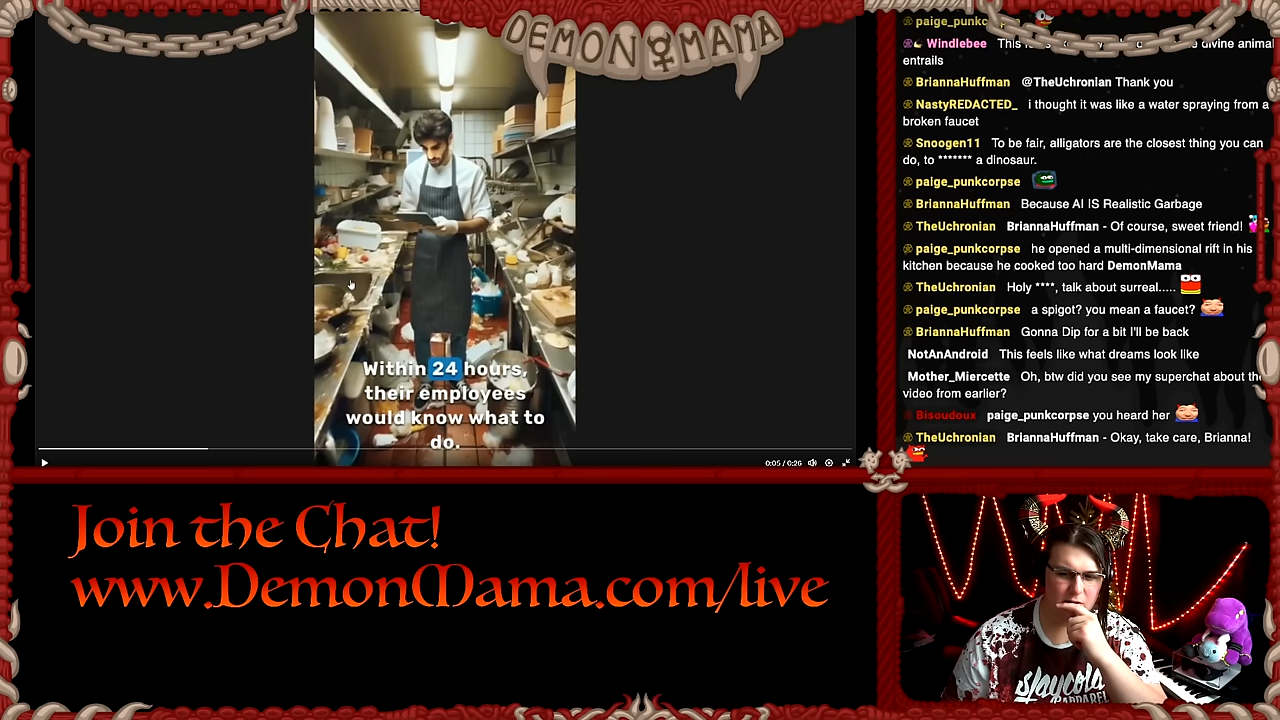 DEMON MAMA
Within 24 hours,
their employees
would know what to
do.
0:05 / 0:26
Join the Chat!
www.DemonMama.com/live
paige_punkc
Windlebee This divine animal
entrails
BriannaHuffman @TheUchronian Thank you
NastyREDACTED_ i thought it was like a water spraying from a
broken faucet
Snoogen11 To be fair, alligators are the closest thing you can
do, to ******* a dinosaur.
paige_punkcorpse
BriannaHuffman Because AI IS Realistic Garbage
TheUchronian BriannaHuffman - Of course, sweet friend!
paige_punkcorpse he opened a multi-dimensional rift in his
kitchen because he cooked too hard DemonMama
TheUchronian Holy ****, talk about surreal.....
paige_punkcorpse a spigot? you mean a faucet?
BriannaHuffman Gonna Dip for a bit I'll be back
NotAnAndroid This feels like what dreams look like
Mother_Miercette Oh, btw did you see my superchat about the
video from earlier?
Bisoudoux paige_punkcorpse you heard her
TheUchronian BriannaHuffman - Okay, take care, Brianna!
slaycold
APPAREL